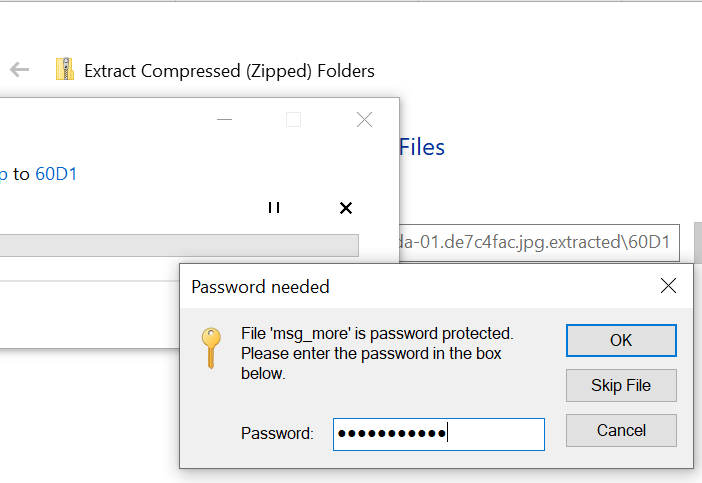 Extract Compressed (Zipped) Folders
Files
p to 60D1
da-01.de7c4fac.jpg.extracted\60D1
Password needed
File 'msg_more' is password protected.
Please enter the password in the box
below.
OK
Skip File
Cancel
Password: ●●●●●●●●●●●